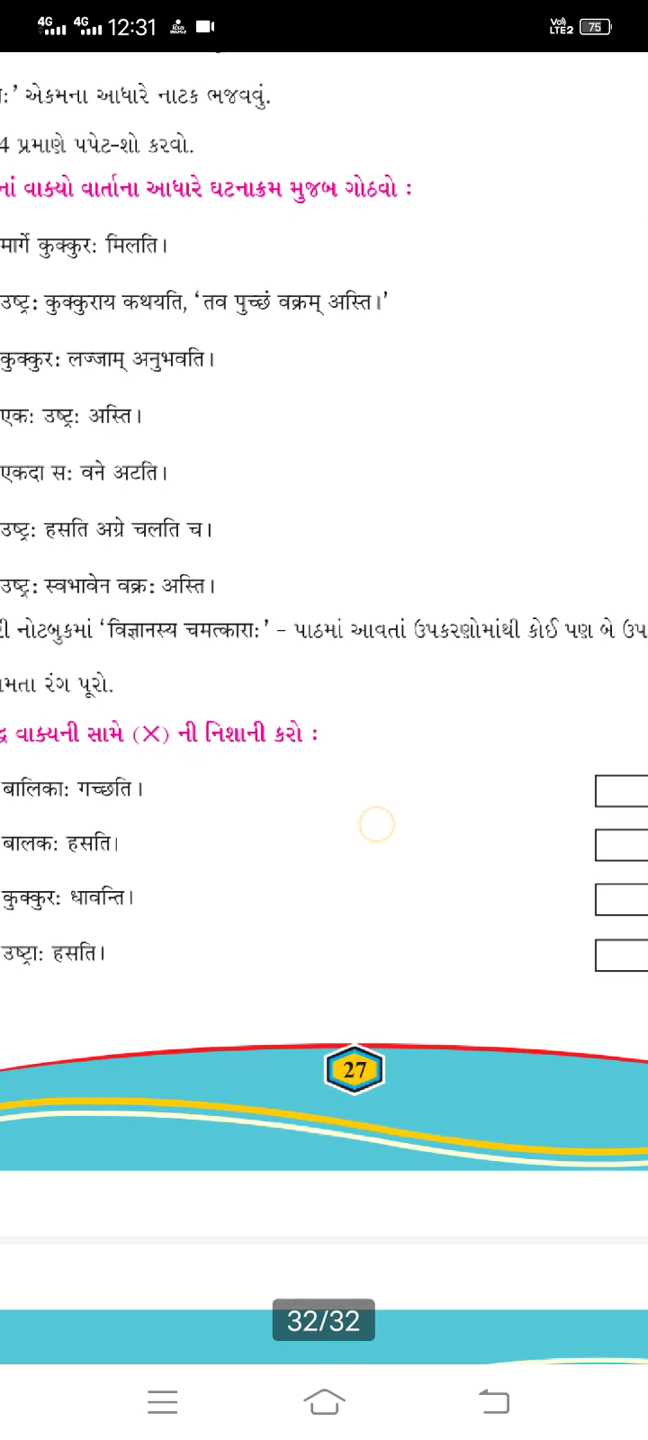 4G 4G 12:31 Vo) LTE2 75
ः’ એકમના આધારે નાટક ભજવવું.
4 પ્રમાણે પપેટ-શો કરવો.
નાં વાક્યો વાર્તાના આધારે ઘટનાક્રમ મુજબ ગોઠવો :
मार्गे कुक्कुरः मिलति।
उष्ट्रः कुक्कुराय कथयति, ‘तव पुच्छं वक्रम् अस्ति।’
कुक्कुरः लज्जाम् अनुभवति।
एकः उष्ट्रः अस्ति।
एकदा सः वने अटति।
उष्ट्रः हसति अग्रे चलति च।
उष्ट्रः स्वभावेन वक्रः अस्ति।
રી નોટબુકમાં ‘विज्ञानस्य चमत्काराः’ – પાઠમાં આવતાં ઉપકરણોમાંથી કોઈ પણ બે ઉપ
મતા રંગ પૂરો.
વાક્યની સામે (✕) ની નિશાની કરો :
बालिकाः गच्छति।
बालकः हसति।
कुक्कुरः धावन्ति।
उष्ट्राः हसति।
27
32/32